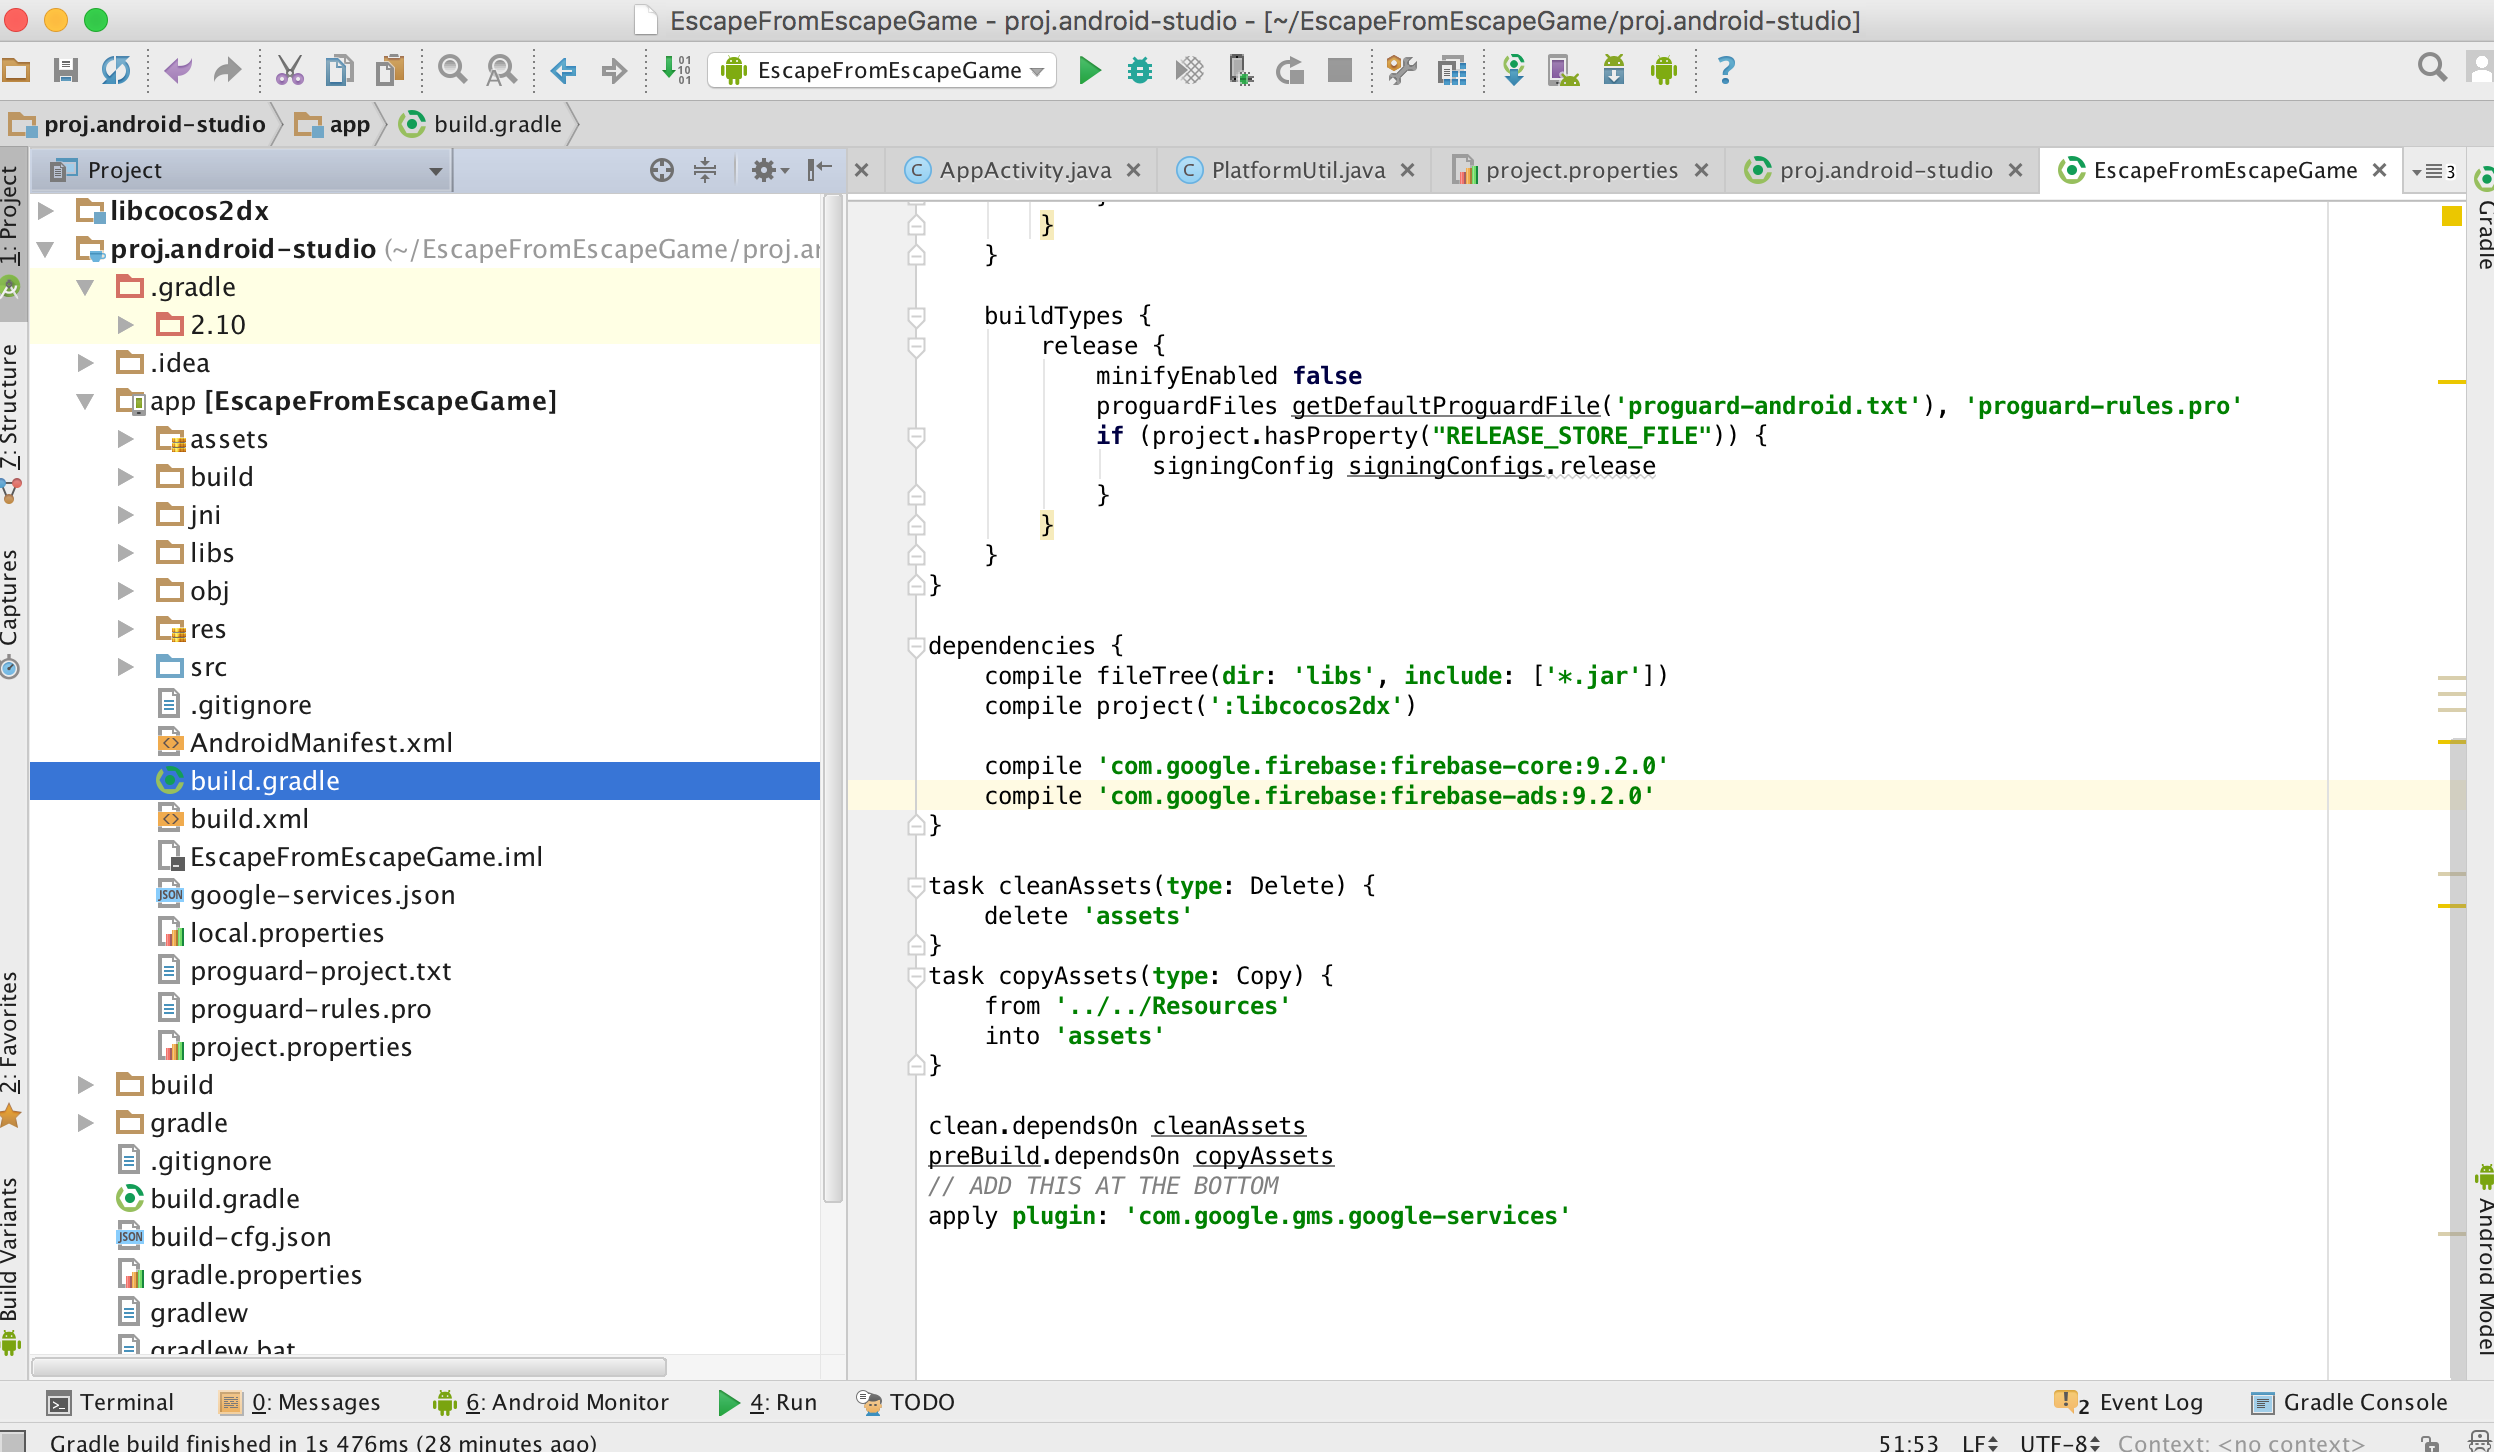 EscapeFromEscapeGame - proj.android-studio - [~/EscapeFromEscapeGame/proj.android-studio]
EscapeFromEscapeGame
proj.android-studio
app
build.gradle
Project
AppActivity.java
PlatformUtil.java
project.properties
proj.android-studio
EscapeFromEscapeGame
3
1: Project
7: Structure
Captures
2: Favorites
Build Variants
libcocos2dx
proj.android-studio (~/EscapeFromEscapeGame/proj.ar
.gradle
2.10
.idea
app [EscapeFromEscapeGame]
assets
build
jni
libs
obj
res
src
.gitignore
AndroidManifest.xml
build.gradle
build.xml
EscapeFromEscapeGame.iml
google-services.json
local.properties
proguard-project.txt
proguard-rules.pro
project.properties
build
gradle
.gitignore
build.gradle
build-cfg.json
gradle.properties
gradlew
gradlew.bat
}
}
buildTypes {
release {
minifyEnabled false
proguardFiles getDefaultProguardFile('proguard-android.txt'), 'proguard-rules.pro'
if (project.hasProperty("RELEASE_STORE_FILE")) {
signingConfig signingConfigs.release
}
}
}
}
dependencies {
compile fileTree(dir: 'libs', include: ['*.jar'])
compile project(':libcocos2dx')
compile 'com.google.firebase:firebase-core:9.2.0'
compile 'com.google.firebase:firebase-ads:9.2.0'
}
task cleanAssets(type: Delete) {
delete 'assets'
}
task copyAssets(type: Copy) {
from '../../Resources'
into 'assets'
}
clean.dependsOn cleanAssets
preBuild.dependsOn copyAssets
// ADD THIS AT THE BOTTOM
apply plugin: 'com.google.gms.google-services'
Gradle
Android Model
Terminal
0: Messages
6: Android Monitor
4: Run
TODO
2 Event Log
Gradle Console
Gradle build finished in 1s 476ms (28 minutes ago)
51:53
LF
UTF-8
Context: <no context>